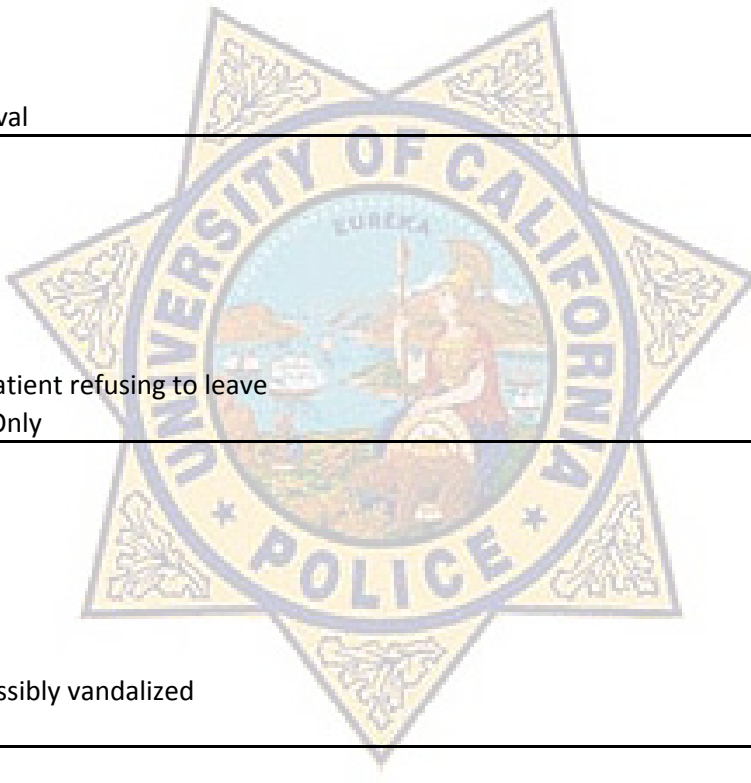 val
atient refusing to leave
Only
ssibly vandalized
UNIVERSITY OF CALIFORNIA
EUREKA
POLICE